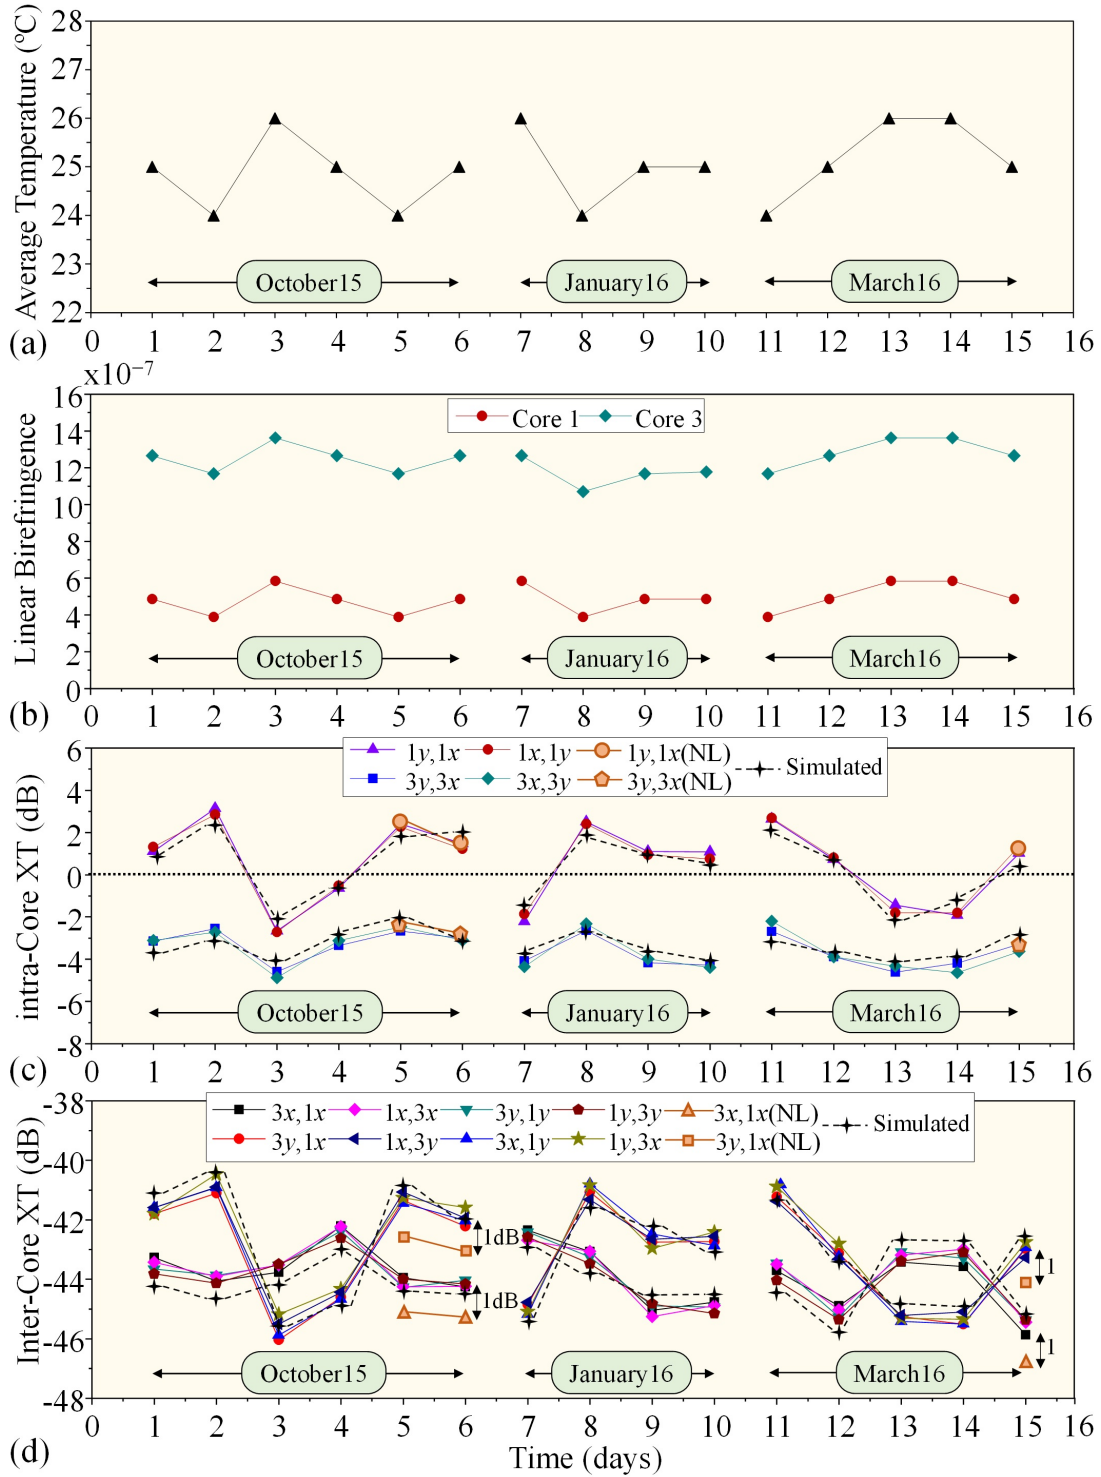 Average Temperature (°C)
28
27
26
25
24
23
22
October15
January16
March16
(a)
0 1 2 3 4 5 6 7 8 9 10 11 12 13 14 15 16
x10⁻⁷
Linear Birefringence
16
14
12
10
8
6
4
2
0
Core 1 Core 3
October15
January16
March16
(b)
0 1 2 3 4 5 6 7 8 9 10 11 12 13 14 15 16
intra-Core XT (dB)
6
4
2
0
-2
-4
-6
-8
1y,1x 1x,1y 1y,1x(NL) Simulated
3y,3x 3x,3y 3y,3x(NL)
October15
January16
March16
(c)
0 1 2 3 4 5 6 7 8 9 10 11 12 13 14 15 16
Inter-Core XT (dB)
-38
-40
-42
-44
-46
-48
3x,1x 1x,3x 3y,1y 1y,3y 3x,1x(NL) Simulated
3y,1x 1x,3y 3x,1y 1y,3x 3y,1x(NL)
1dB
1dB
1
1
October15
January16
March16
(d)
0 1 2 3 4 5 6 7 8 9 10 11 12 13 14 15 16
Time (days)